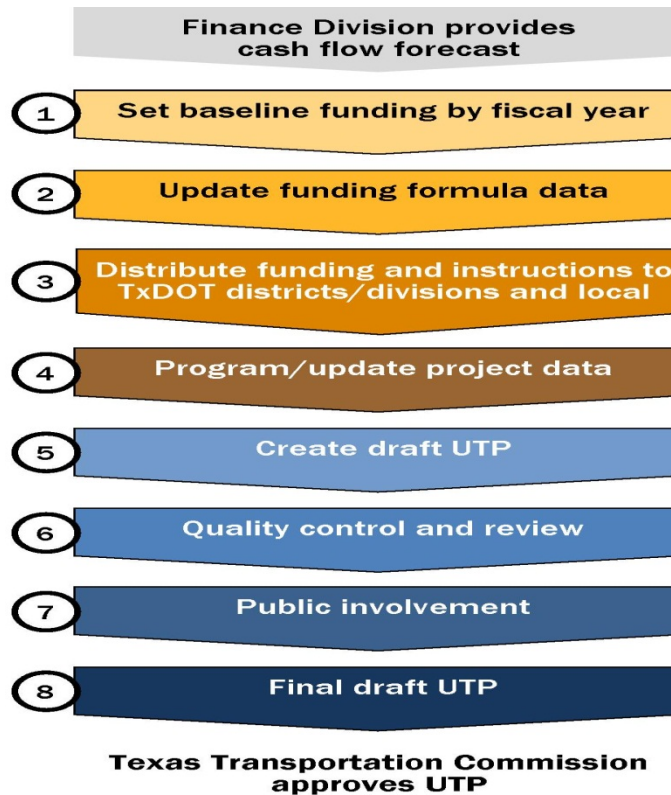 Finance Division provides
cash flow forecast
1 Set baseline funding by fiscal year
2 Update funding formula data
3 Distribute funding and instructions to
TxDOT districts/divisions and local
4 Program/update project data
5 Create draft UTP
6 Quality control and review
7 Public involvement
8 Final draft UTP
Texas Transportation Commission
approves UTP